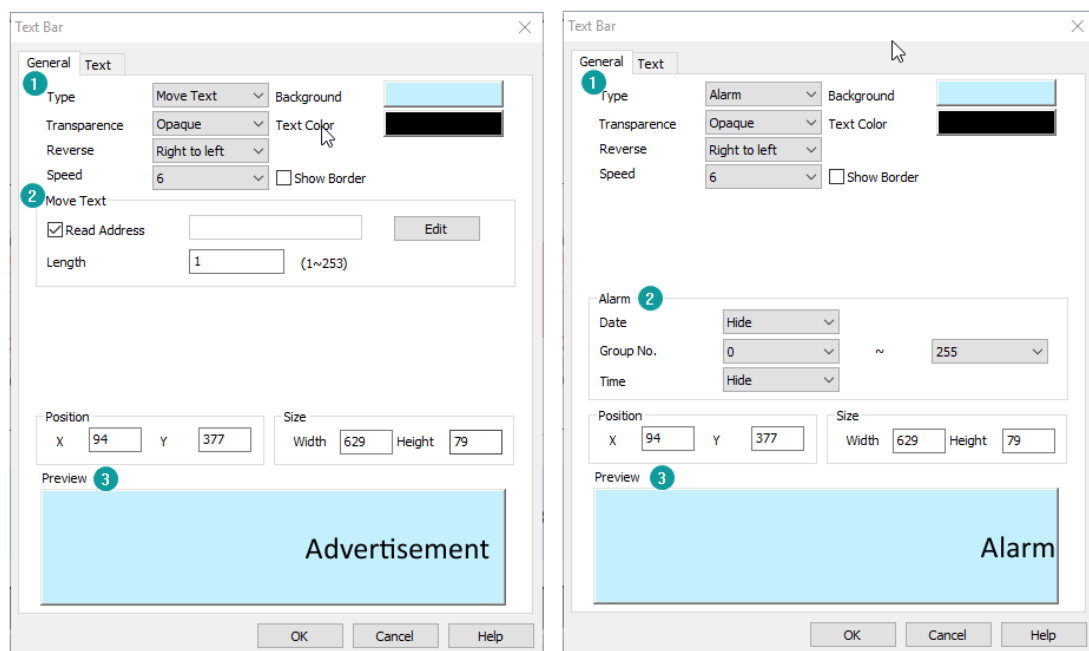 Text Bar
General Text
1
Type Move Text Background
Transparence Opaque Text Color
Reverse Right to left
Speed 6 Show Border
2
Move Text
Read Address Edit
Length 1 (1~253)
Position
X 94 Y 377
Size
Width 629 Height 79
Preview 3
Advertisement
OK Cancel Help
Text Bar
General Text
1
Type Alarm Background
Transparence Opaque Text Color
Reverse Right to left
Speed 6 Show Border
Alarm 2
Date Hide
Group No. 0 ~ 255
Time Hide
Position
X 94 Y 377
Size
Width 629 Height 79
Preview 3
Alarm
OK Cancel Help